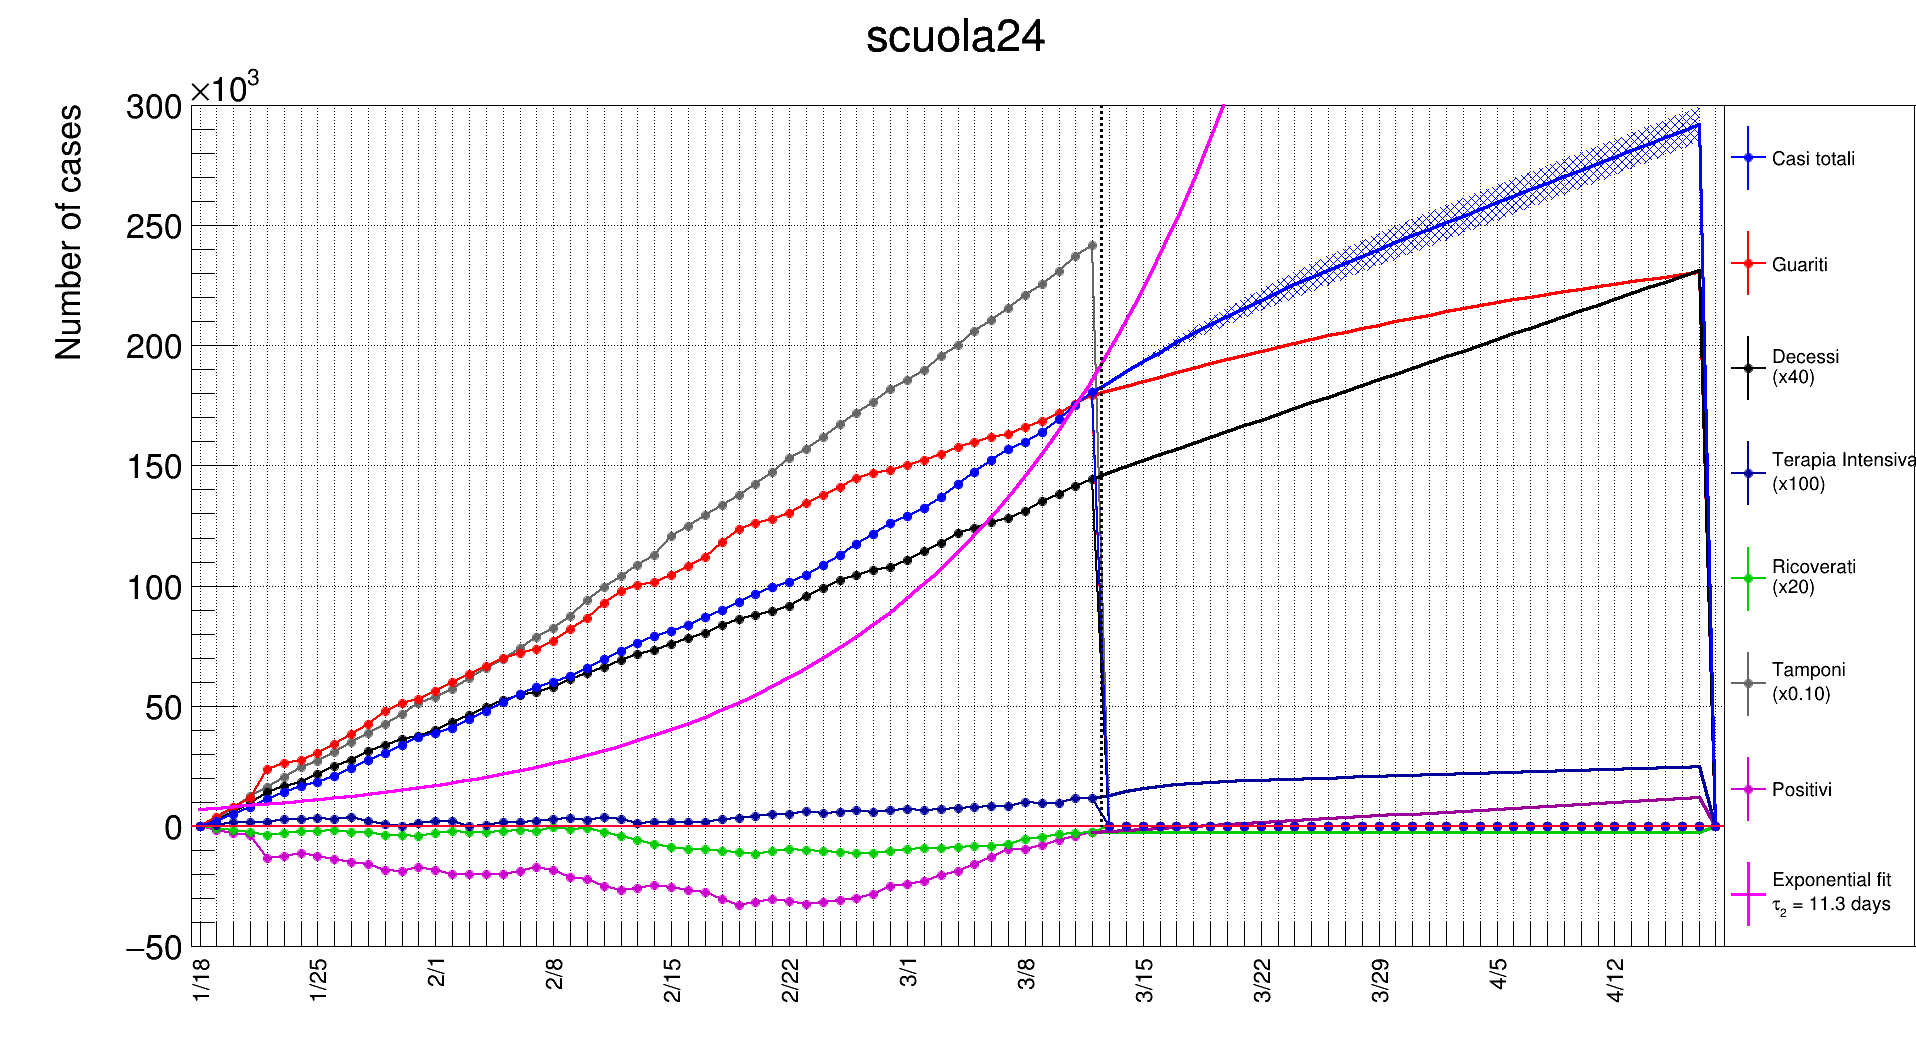 scuola24
×10³
Number of cases
300
250
200
150
100
50
0
−50
1/18
1/25
2/1
2/8
2/15
2/22
3/1
3/8
3/15
3/22
3/29
4/5
4/12
Casi totali
Guariti
Decessi
(x40)
Terapia Intensiva
(x100)
Ricoverati
(x20)
Tamponi
(x0.10)
Positivi
Exponential fit
τ₂ = 11.3 days